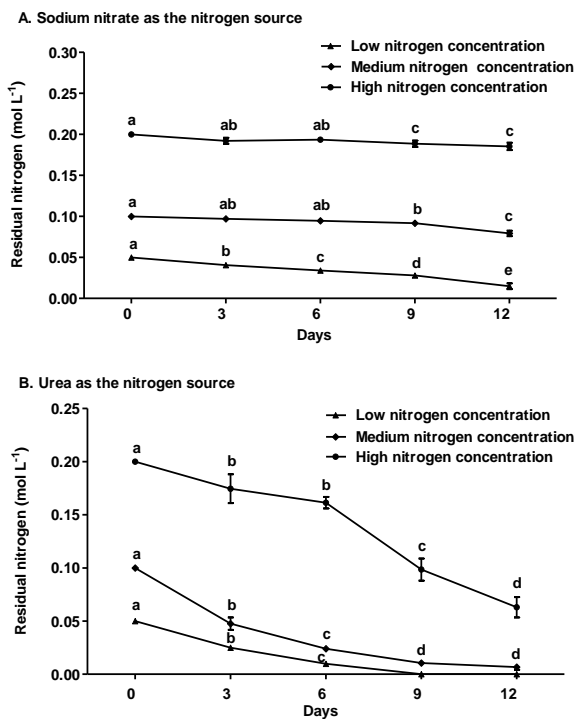 A. Sodium nitrate as the nitrogen source
Low nitrogen concentration
Medium nitrogen concentration
High nitrogen concentration
Residual nitrogen (mol L⁻¹)
0.30
0.25
0.20
0.15
0.10
0.05
0.00
a ab ab c c
a ab ab b c
a b c d e
0 3 6 9 12
Days
B. Urea as the nitrogen source
Low nitrogen concentration
Medium nitrogen concentration
High nitrogen concentration
Residual nitrogen (mol L⁻¹)
0.25
0.20
0.15
0.10
0.05
0.00
a b b c d
a b c d d
a b c
0 3 6 9 12
Days